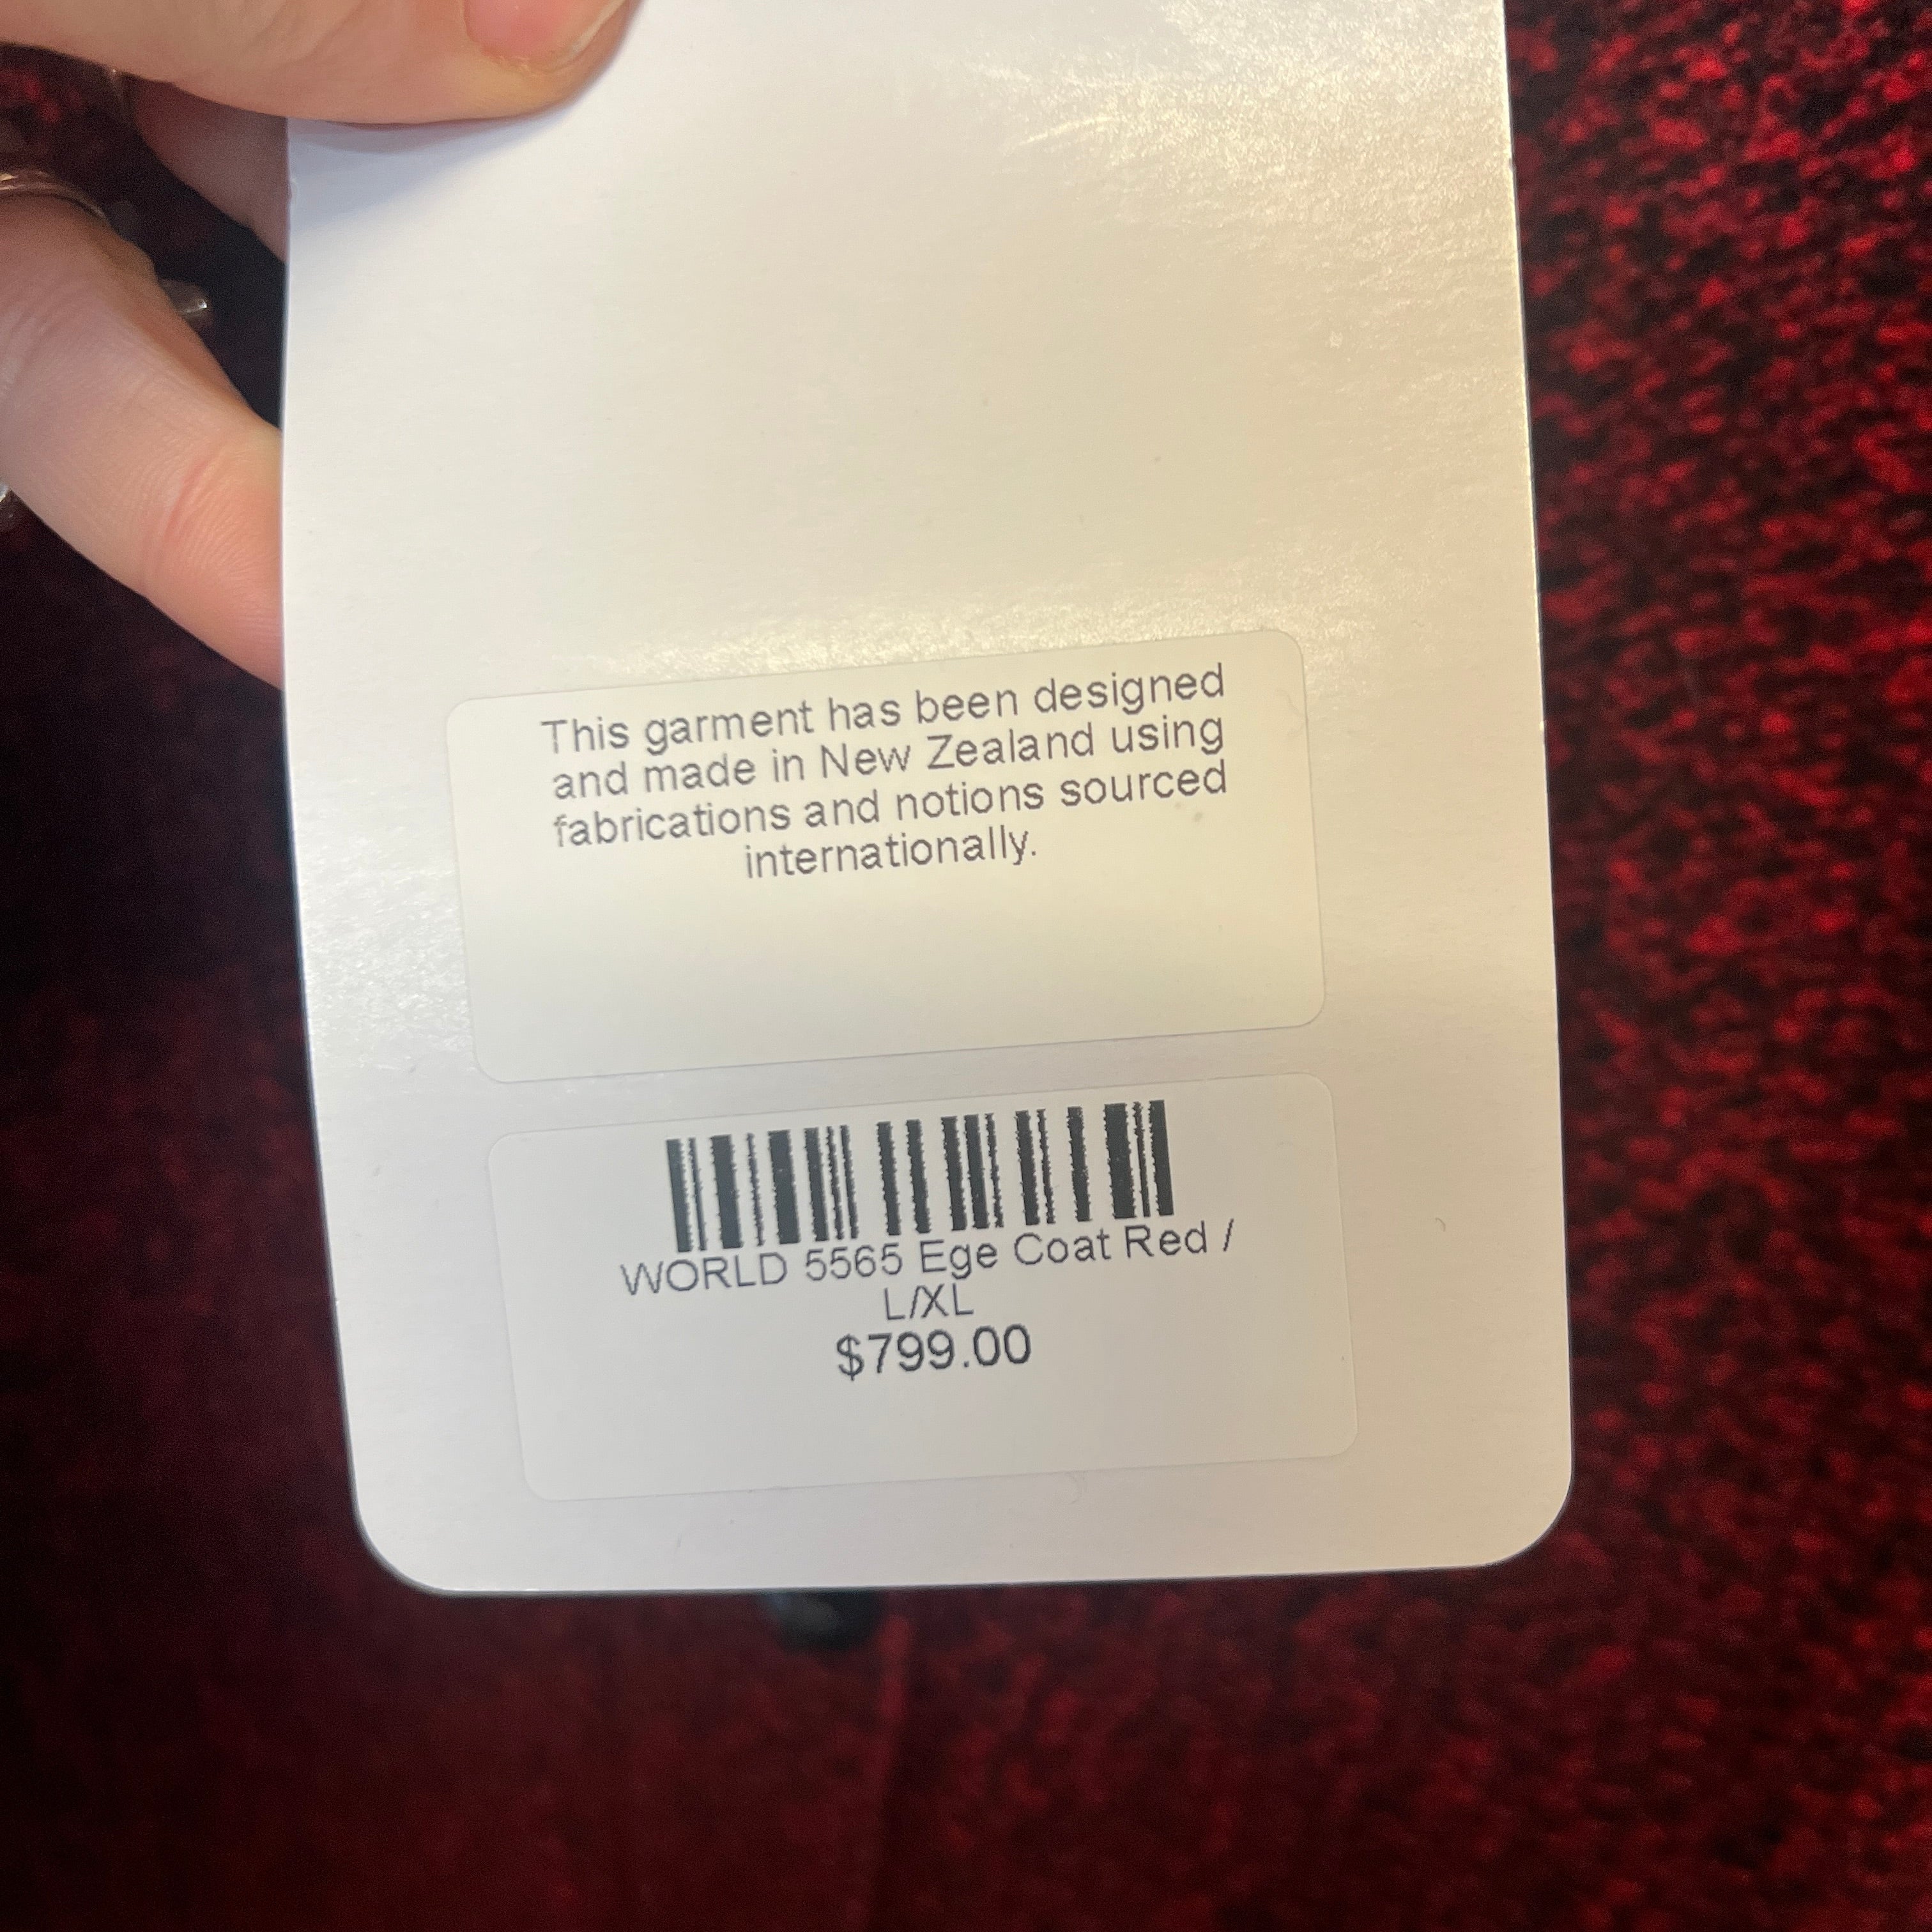 This garment has been designed
and made in New Zealand using
fabrications and notions sourced
internationally.
WORLD 5565 Ege Coat Red /
L/XL
$799.00